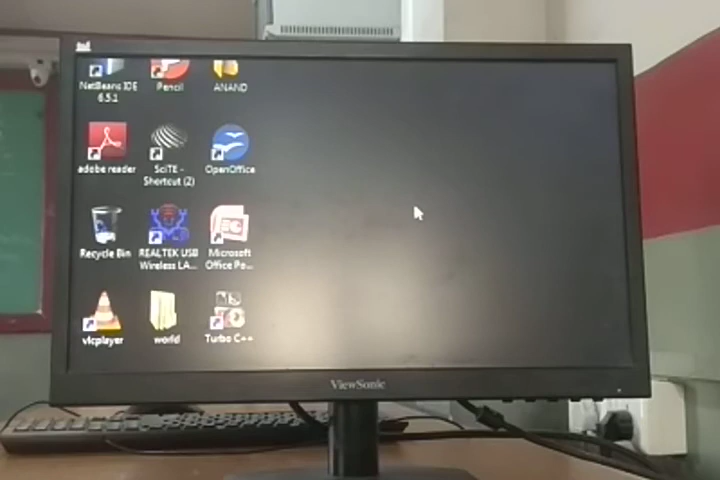 NetBeans IDE
6.5.1
Pencil
ANAND
adobe reader
SciTE -
Shortcut (2)
OpenOffice
Recycle Bin
REALTEK USB
Wireless LA...
Microsoft
Office Po...
vlcplayer
world
Turbo C++
ViewSonic